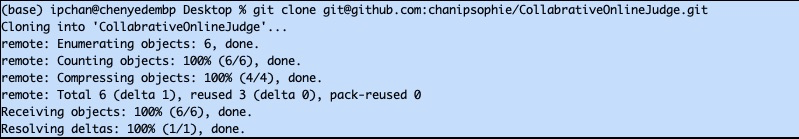 (base) ipchan@chenyedembp Desktop % git clone git@github.com:chanipsophie/CollabrativeOnlineJudge.git
Cloning into 'CollabrativeOnlineJudge'...
remote: Enumerating objects: 6, done.
remote: Counting objects: 100% (6/6), done.
remote: Compressing objects: 100% (4/4), done.
remote: Total 6 (delta 1), reused 3 (delta 0), pack-reused 0
Receiving objects: 100% (6/6), done.
Resolving deltas: 100% (1/1), done.